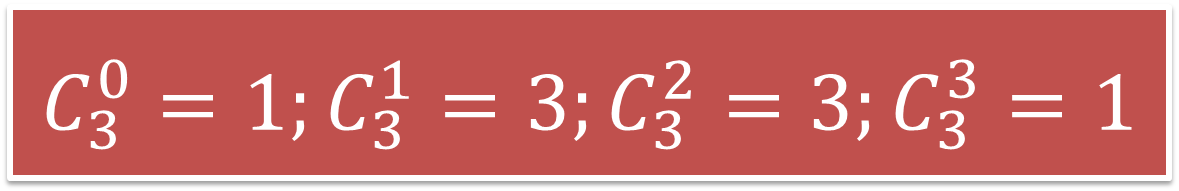 $C_3^0 = 1; C_3^1 = 3; C_3^2 = 3; C_3^3 = 1$